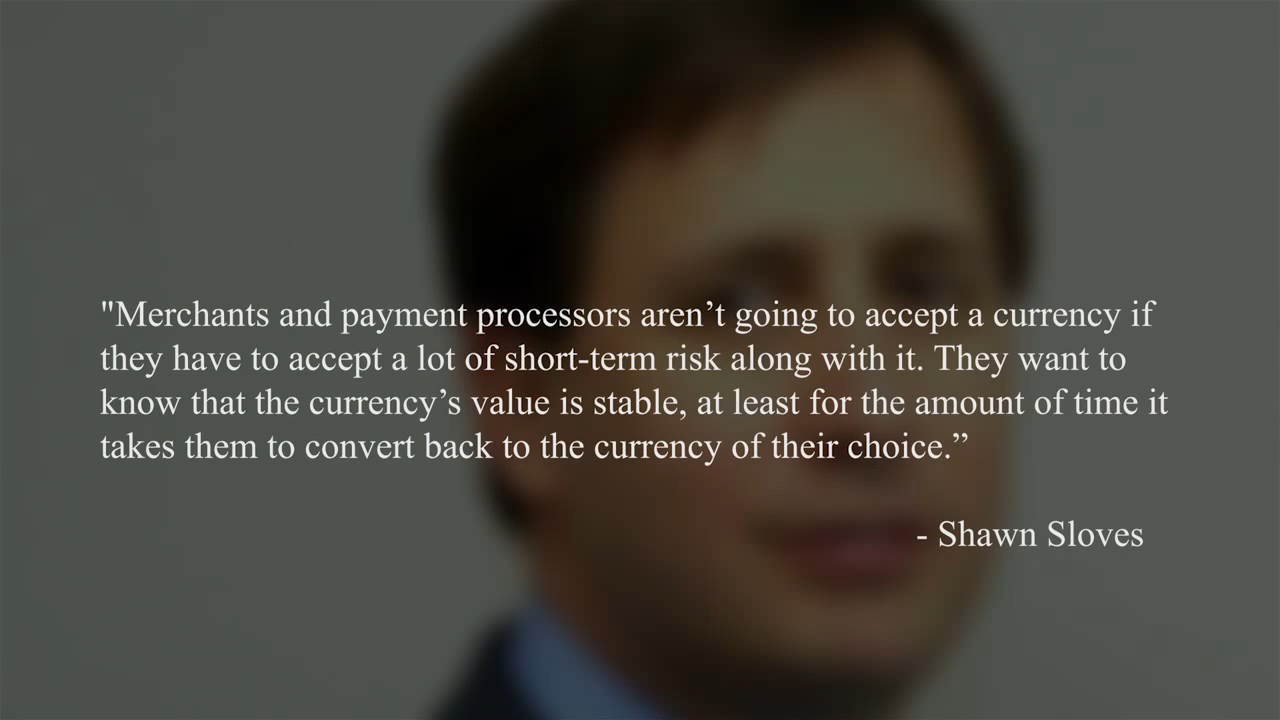 "Merchants and payment processors aren’t going to accept a currency if
they have to accept a lot of short-term risk along with it. They want to
know that the currency’s value is stable, at least for the amount of time it
takes them to convert back to the currency of their choice.”
- Shawn Sloves